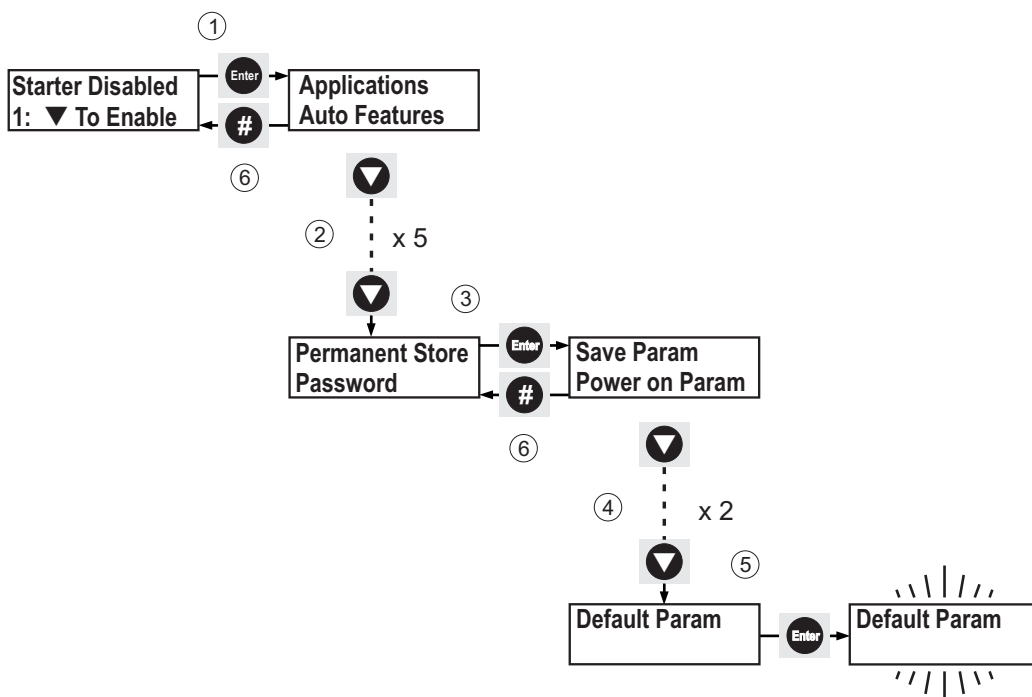 ①
Starter Disabled
1: ▼ To Enable
Enter
#
Applications
Auto Features
⑥
②
x 5
③
Permanent Store
Password
Enter
#
Save Param
Power on Param
⑥
④
x 2
⑤
Default Param
Enter
Default Param